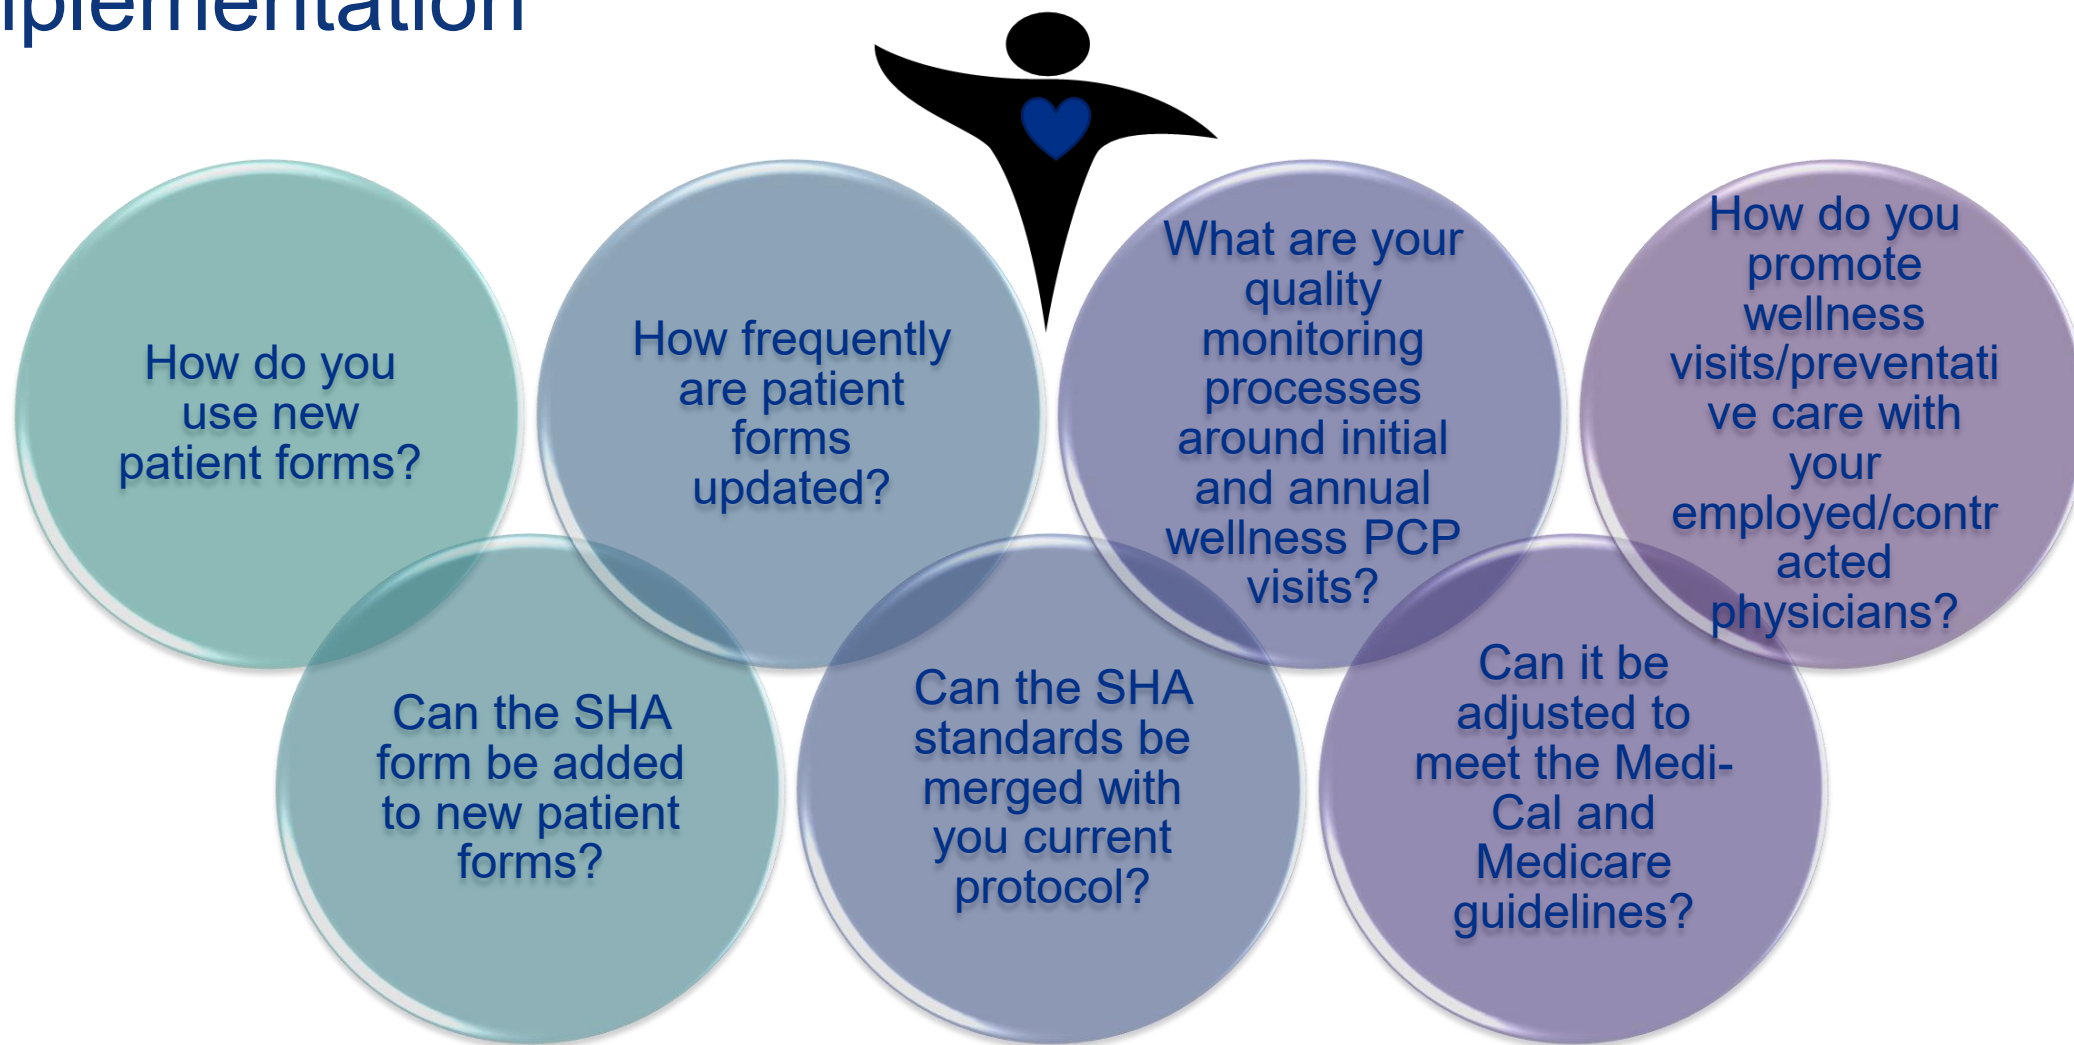 plementation
How do you
use new
patient forms?
Can the SHA
form be added
to new patient
forms?
How frequently
are patient
forms
updated?
Can the SHA
standards be
merged with
you current
protocol?
What are your
quality
monitoring
processes
around initial
and annual
wellness PCP
visits?
Can it be
adjusted to
meet the Medi-
Cal and
Medicare
guidelines?
How do you
promote
wellness
visits/preventati
ve care with
your
employed/contr
acted
physicians?